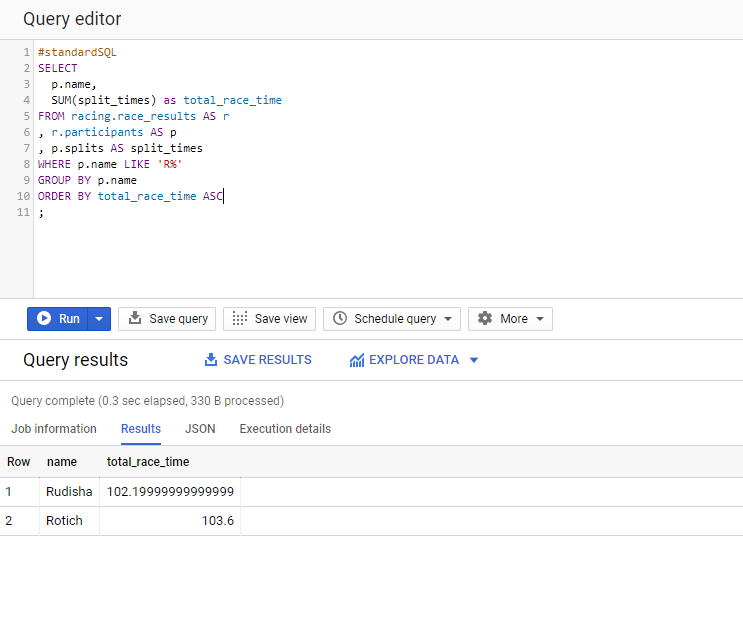 Query editor
1 #standardSQL
2 SELECT
3 p.name,
4 SUM(split_times) as total_race_time
5 FROM racing.race_results AS r
6 , r.participants AS p
7 , p.splits AS split_times
8 WHERE p.name LIKE 'R%'
9 GROUP BY p.name
10 ORDER BY total_race_time ASC
11 ;
Run Save query Save view Schedule query More
Query results SAVE RESULTS EXPLORE DATA
Query complete (0.3 sec elapsed, 330 B processed)
Job information Results JSON Execution details
Row name total_race_time
1 Rudisha 102.19999999999999
2 Rotich 103.6